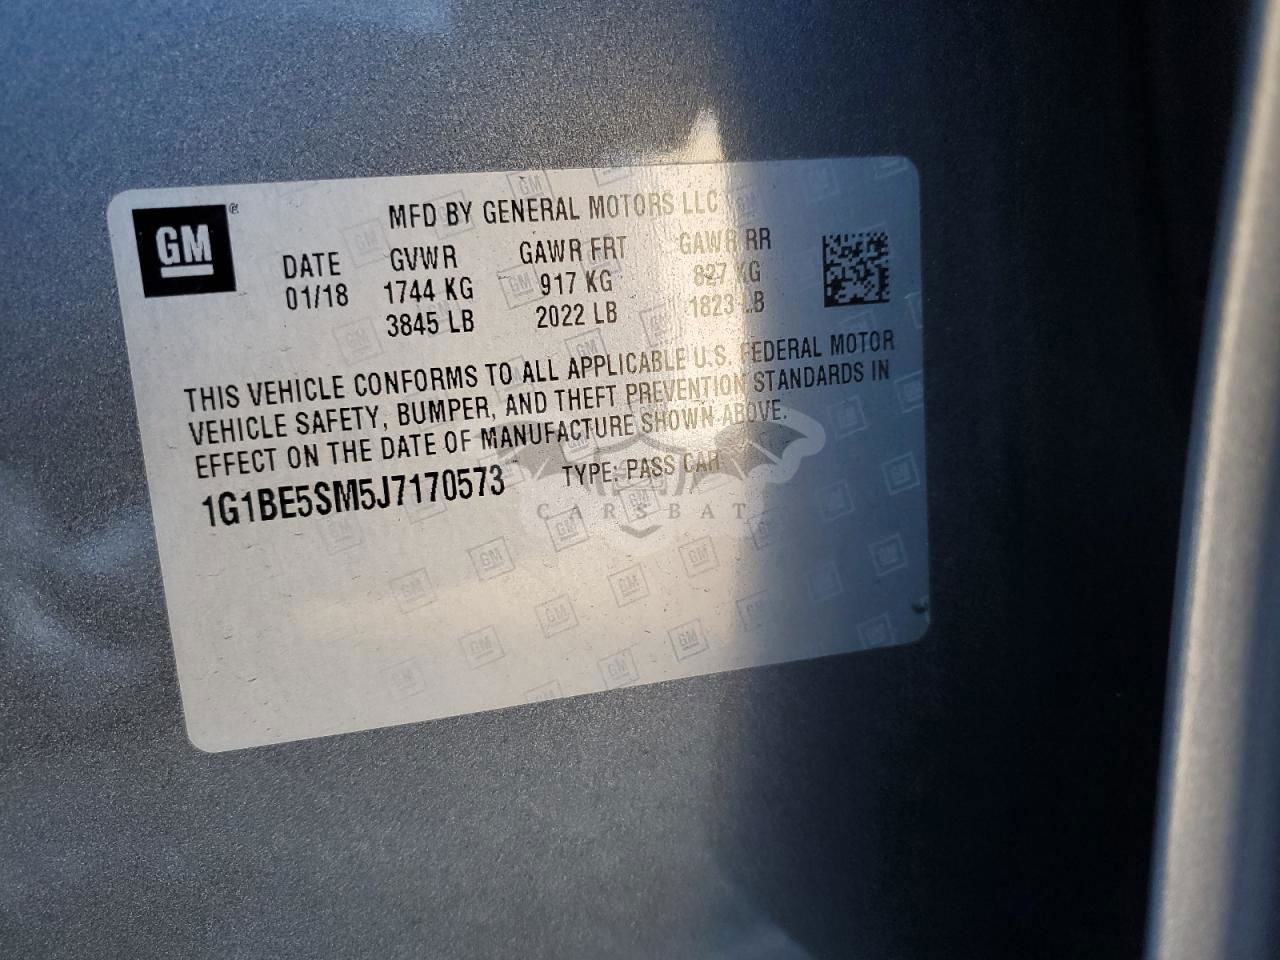 GM
MFD BY GENERAL MOTORS LLC
DATE GVWR GAWR FRT GAWR RR
01/18 1744 KG 917 KG 827 KG
3845 LB 2022 LB 1823 LB
THIS VEHICLE CONFORMS TO ALL APPLICABLE U.S. FEDERAL MOTOR
VEHICLE SAFETY, BUMPER, AND THEFT PREVENTION STANDARDS IN
EFFECT ON THE DATE OF MANUFACTURE SHOWN ABOVE.
1G1BE5SM5J7170573 TYPE: PASS CAR
CARSBAT